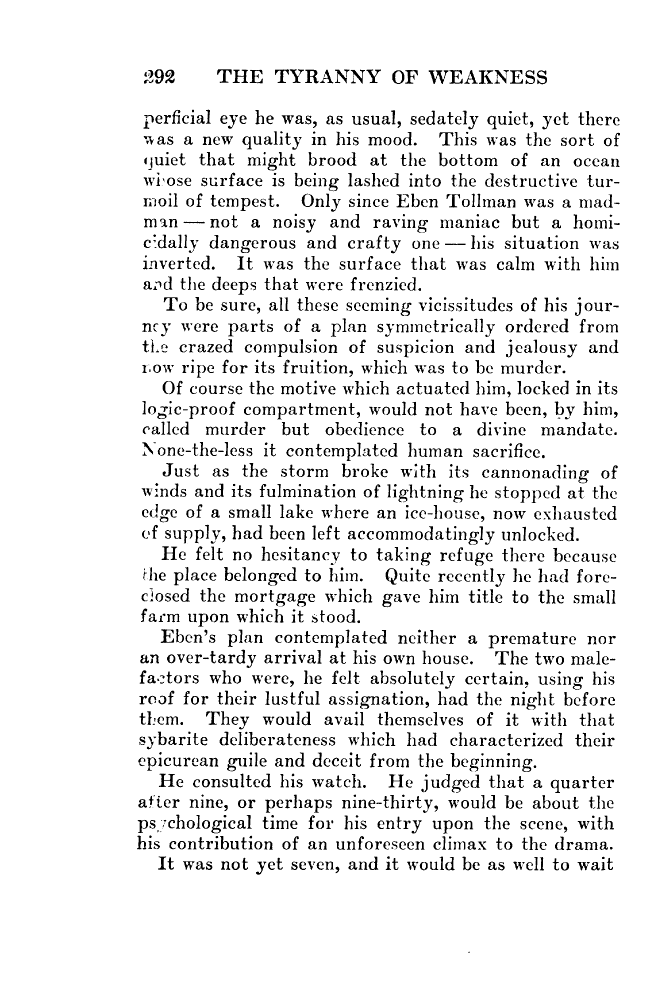 292 THE TYRANNY OF WEAKNESS
perficial eye he was, as usual, sedately quiet, yet there
was a new quality in his mood. This was the sort of
quiet that might brood at the bottom of an ocean
whose surface is being lashed into the destructive tur-
moil of tempest. Only since Eben Tollman was a mad-
man — not a noisy and raving maniac but a homi-
cidally dangerous and crafty one — his situation was
inverted. It was the surface that was calm with him
and the deeps that were frenzied.
To be sure, all these seeming vicissitudes of his jour-
ney were parts of a plan symmetrically ordered from
the crazed compulsion of suspicion and jealousy and
now ripe for its fruition, which was to be murder.
Of course the motive which actuated him, locked in its
logic-proof compartment, would not have been, by him,
called murder but obedience to a divine mandate.
None-the-less it contemplated human sacrifice.
Just as the storm broke with its cannonading of
winds and its fulmination of lightning he stopped at the
edge of a small lake where an ice-house, now exhausted
of supply, had been left accommodatingly unlocked.
He felt no hesitancy to taking refuge there because
the place belonged to him. Quite recently he had fore-
closed the mortgage which gave him title to the small
farm upon which it stood.
Eben's plan contemplated neither a premature nor
an over-tardy arrival at his own house. The two male-
factors who were, he felt absolutely certain, using his
roof for their lustful assignation, had the night before
them. They would avail themselves of it with that
sybarite deliberateness which had characterized their
epicurean guile and deceit from the beginning.
He consulted his watch. He judged that a quarter
after nine, or perhaps nine-thirty, would be about the
psychological time for his entry upon the scene, with
his contribution of an unforeseen climax to the drama.
It was not yet seven, and it would be as well to wait